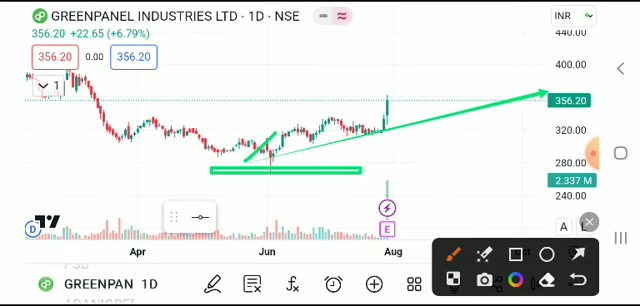 GREENPANEL INDUSTRIES LTD · 1D · NSE
INR
356.20 +22.65 (+6.79%)
356.20 0.00 356.20
1
440.00
400.00
356.20
320.00
280.00
2.337 M
240.00
E
D
A L
Apr Jun Aug Oct
GREENPAN 1D